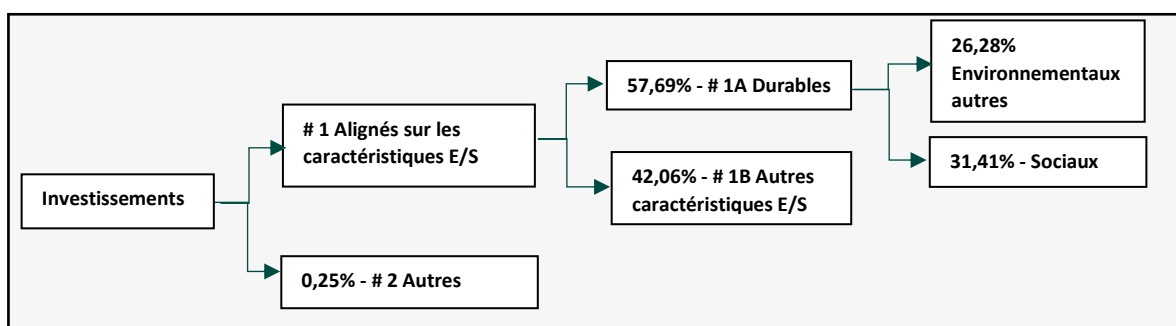 Investissements
# 1 Alignés sur les
caractéristiques E/S
0,25% - # 2 Autres
57,69% - # 1A Durables
42,06% - # 1B Autres
caractéristiques E/S
26,28%
Environnementaux
autres
31,41% - Sociaux